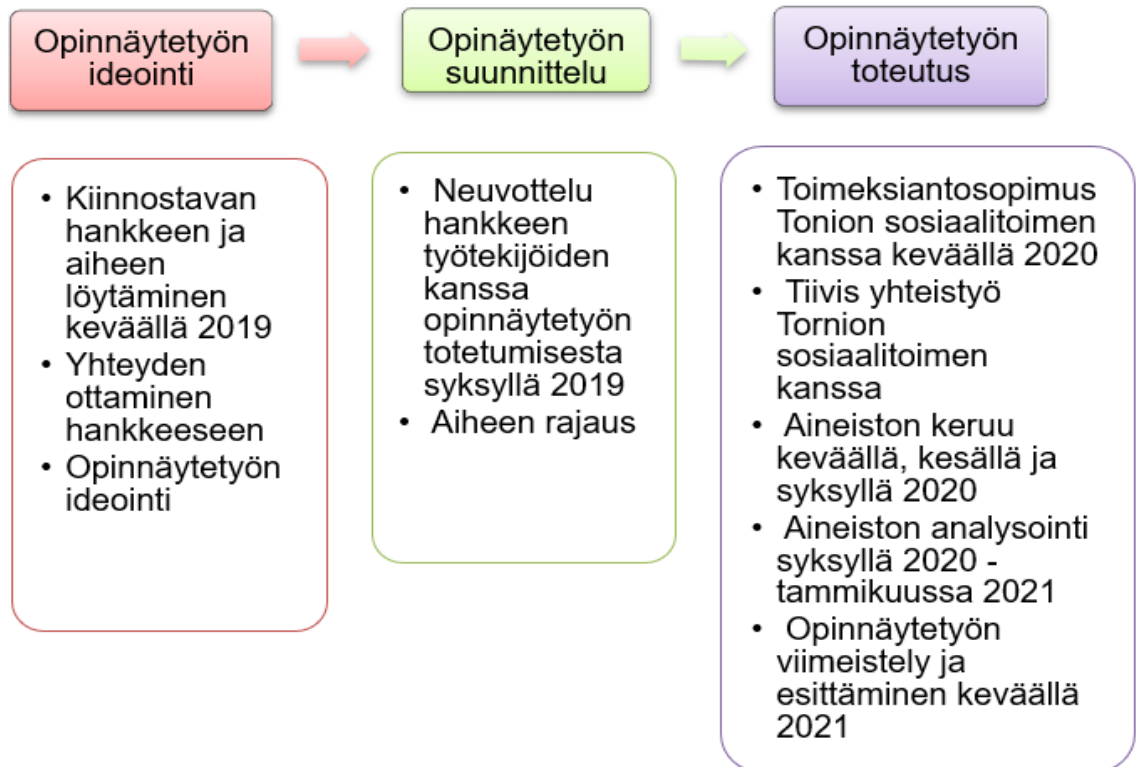 Opinnäytetyön
ideointi
Opinäytetyön
suunnittelu
Opinnäytetyön
toteutus
• Kiinnostavan
hankkeen ja
aiheen
löytäminen
keväällä 2019
• Yhteyden
ottaminen
hankkeeseen
• Opinnäytetyön
ideointi
• Neuvottelu
hankkeen
työtekijöiden
kanssa
opinnäytetyön
totetumisesta
syksyllä 2019
• Aiheen rajaus
• Toimeksiantosopimus
Tonion sosiaalitoimen
kanssa keväällä 2020
• Tiivis yhteistyö
Tornion
sosiaalitoimen
kanssa
• Aineiston keruu
keväällä, kesällä ja
syksyllä 2020
• Aineiston analysointi
syksyllä 2020 -
tammikuussa 2021
• Opinnäytetyön
viimeistely ja
esittäminen keväällä
2021